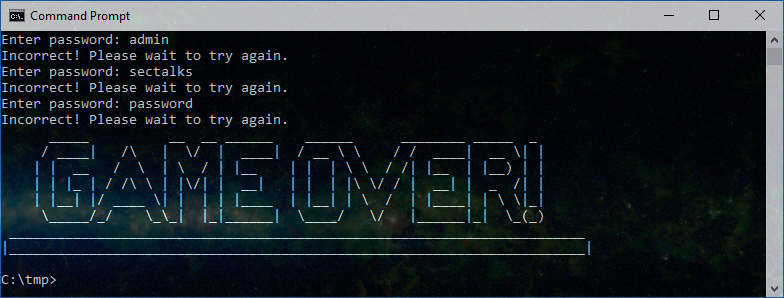 Command Prompt
Enter password: admin
Incorrect! Please wait to try again.
Enter password: sectalks
Incorrect! Please wait to try again.
Enter password: password
Incorrect! Please wait to try again.
GAME OVER!
C:\tmp>